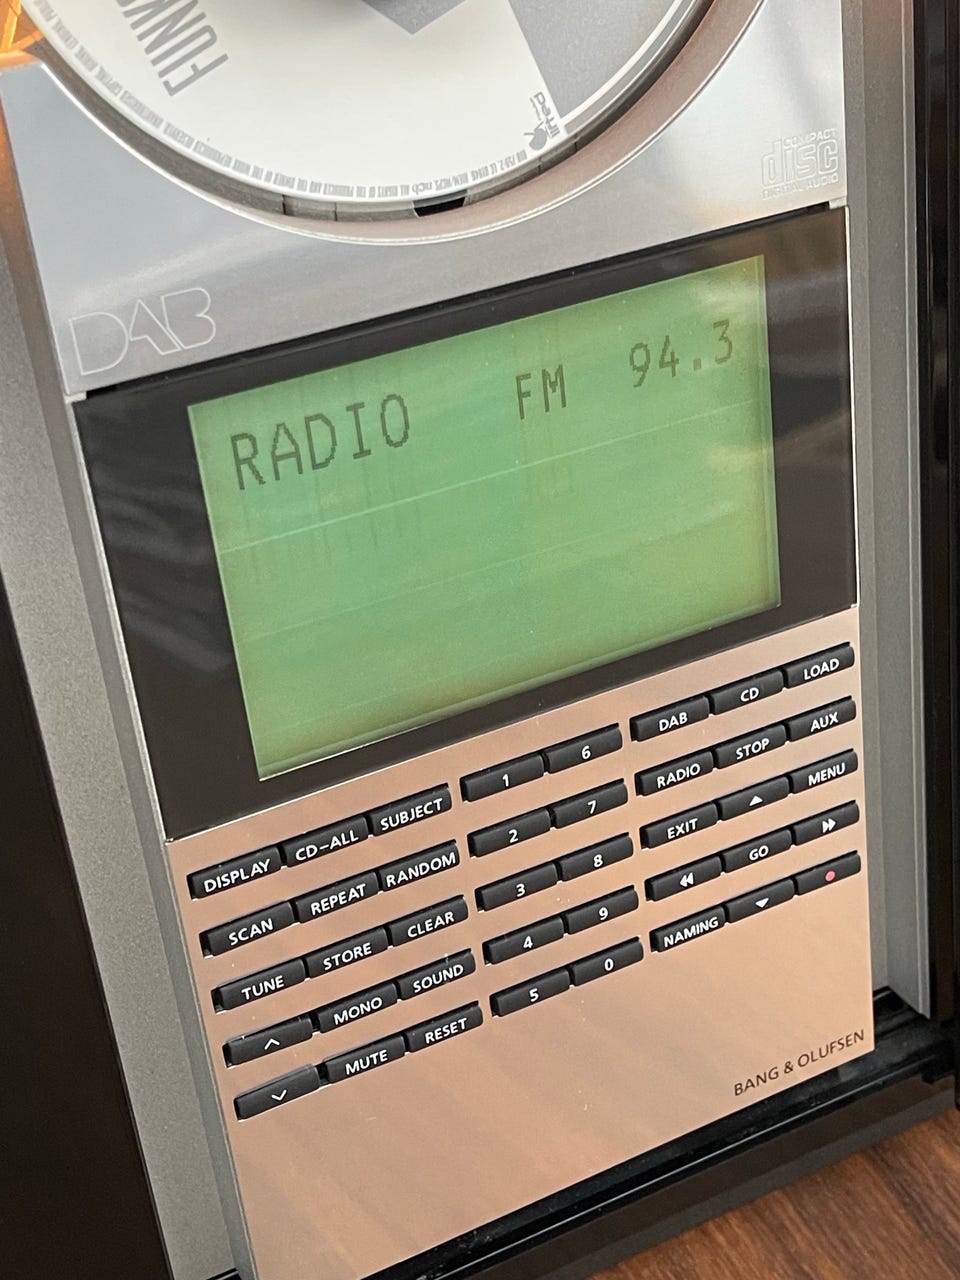 FUNKS
lifted
COMPACT
disc
DIGITAL AUDIO
DAB
RADIO FM 94.3
DISPLAY CD-ALL SUBJECT 1 6 DAB CD LOAD
SCAN REPEAT RANDOM 2 7 RADIO STOP AUX
TUNE STORE CLEAR 3 8 EXIT ▲ MENU
^ MONO SOUND 4 9 ◀◀ GO ▶▶
v MUTE RESET 5 0 NAMING ▼ ●
BANG & OLUFSEN